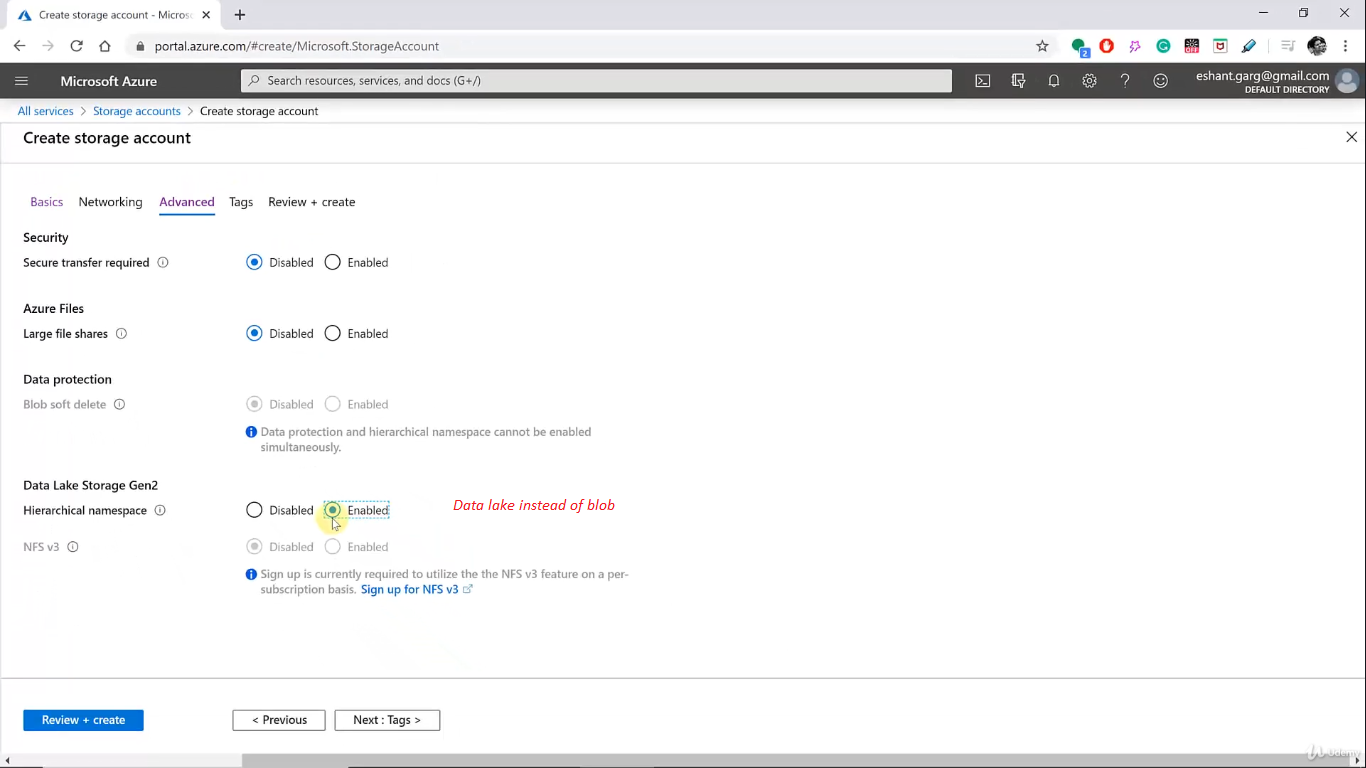 Create storage account - Micros
portal.azure.com/#create/Microsoft.StorageAccount
2
OFF
Microsoft Azure
Search resources, services, and docs (G+/)
eshant.garg@gmail.com
DEFAULT DIRECTORY
All services > Storage accounts > Create storage account
Create storage account
Basics Networking Advanced Tags Review + create
Security
Secure transfer required Disabled Enabled
Azure Files
Large file shares Disabled Enabled
Data protection
Blob soft delete Disabled Enabled
Data protection and hierarchical namespace cannot be enabled
simultaneously.
Data Lake Storage Gen2
Hierarchical namespace Disabled Enabled Data lake instead of blob
NFS v3 Disabled Enabled
Sign up is currently required to utilize the the NFS v3 feature on a per-
subscription basis. Sign up for NFS v3
Review + create < Previous Next : Tags >
Udemy